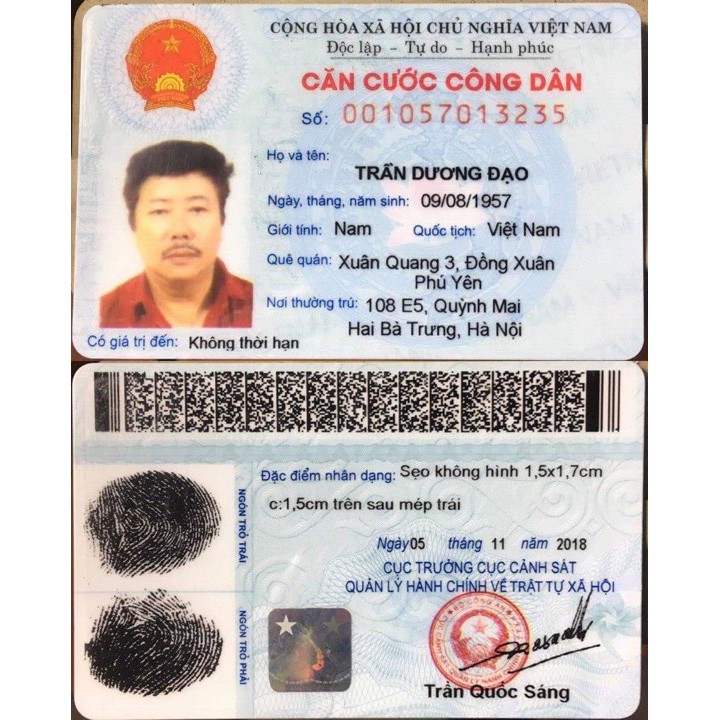 CỘNG HÒA XÃ HỘI CHỦ NGHĨA VIỆT NAM
Độc lập - Tự do - Hạnh phúc
CĂN CƯỚC CÔNG DÂN
Số: 001057013235
Họ và tên:
TRẦN DƯƠNG ĐẠO
Ngày, tháng, năm sinh: 09/08/1957
Giới tính: Nam Quốc tịch: Việt Nam
Quê quán: Xuân Quang 3, Đồng Xuân
Phú Yên
Nơi thường trú: 108 E5, Quỳnh Mai
Hai Bà Trưng, Hà Nội
Có giá trị đến: Không thời hạn
Đặc điểm nhân dạng: Sẹo không hình 1,5x1,7cm
c:1,5cm trên sau mép trái
NGÓN TRỎ TRÁI
Ngày05 tháng 11 năm 2018
CỤC TRƯỞNG CỤC CẢNH SÁT
QUẢN LÝ HÀNH CHÍNH VỀ TRẬT TỰ XÃ HỘI
NGÓN TRỎ PHẢI
Trần Quốc Sáng